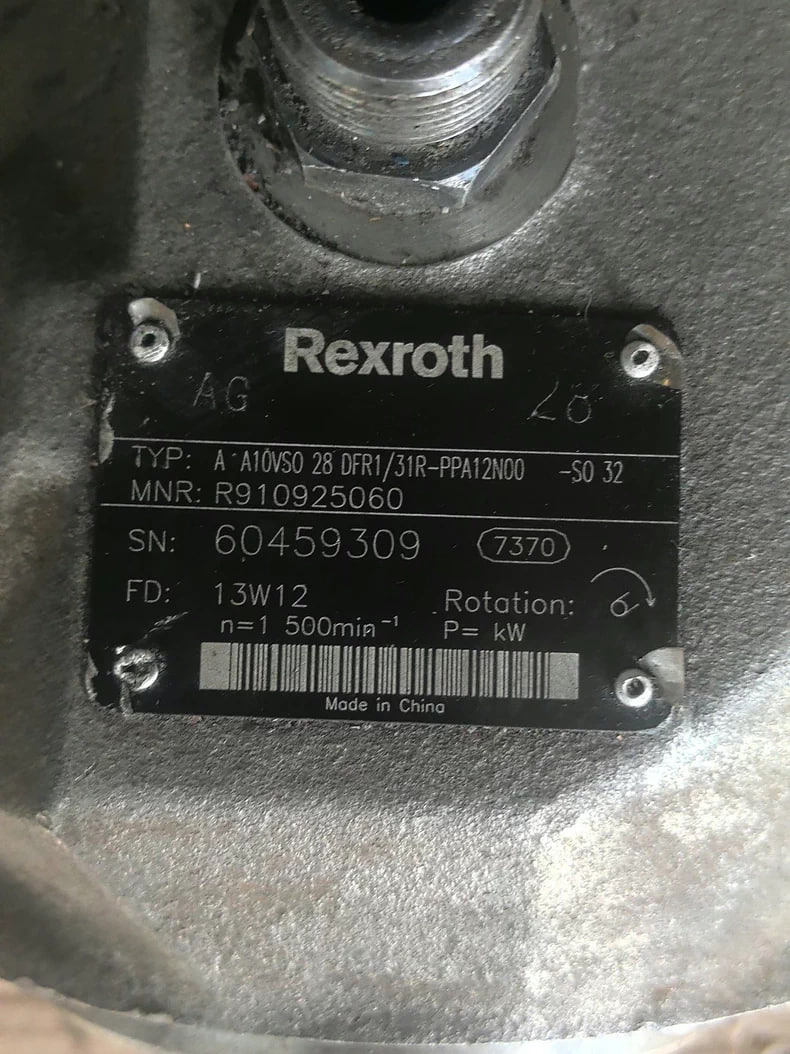 Rexroth
AG 28
TYP: A A10VSO 28 DFR1/31R-PPA12N00 -SO 32
MNR: R910925060
SN: 60459309 7370
FD: 13W12 Rotation:
n=1 500min⁻¹ P= kW
Made in China